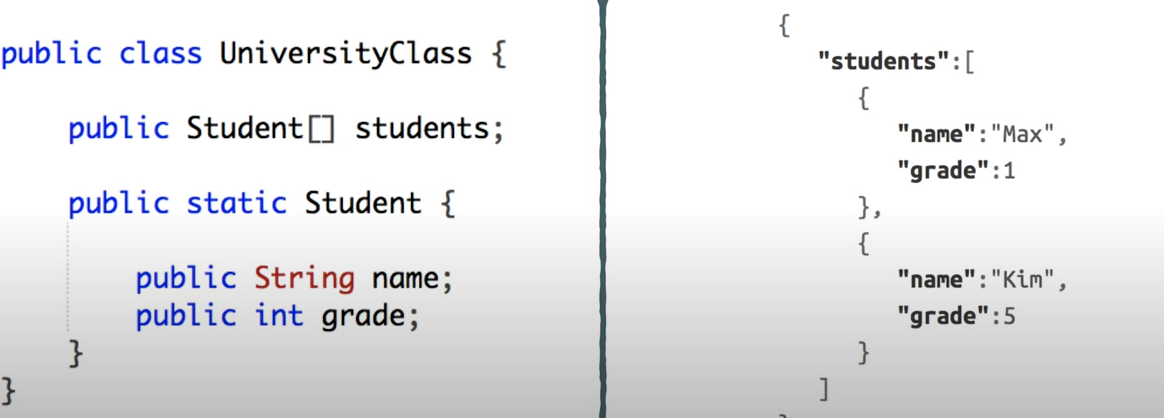 public class UniversityClass {
public Student[] students;
public static Student {
public String name;
public int grade;
}
}
{
"students":[
{
"name":"Max",
"grade":1
},
{
"name":"Kim",
"grade":5
}
]